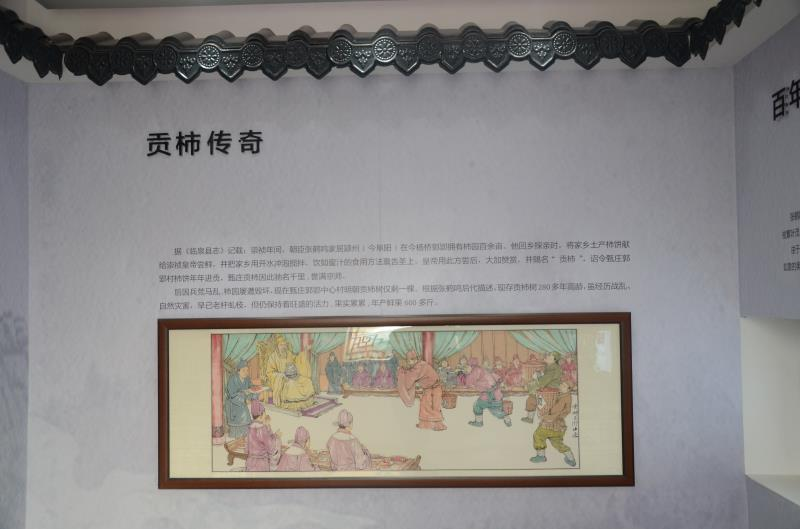 贡柿传奇
据《临泉县志》记载：崇祯年间，朝臣张鹤鸣家居颍州（今阜阳）在今杨桥郭郢拥有柿园百余亩，他回乡探亲时，将家乡土产柿饼献
给崇祯皇帝尝鲜，并把家乡用开水冲泡搅拌、饮如蜜汁的食用方法禀告圣上，皇帝用此方尝后，大加赞赏，并赐名“贡柿”，诏令甄庄郭
郢村柿饼年年进贡，甄庄贡柿因此驰名千里，誉满京师。
后因兵荒马乱，柿园屡遭毁坏，现在甄庄郭郢中心村明朝贡柿树仅剩一棵，根据张鹤鸣后代描述，现存贡柿树280多年高龄，虽经历战乱、
自然灾害，早已老杆虬枝，但仍保持着旺盛的活力，果实累累，年产鲜果600多斤。
百年